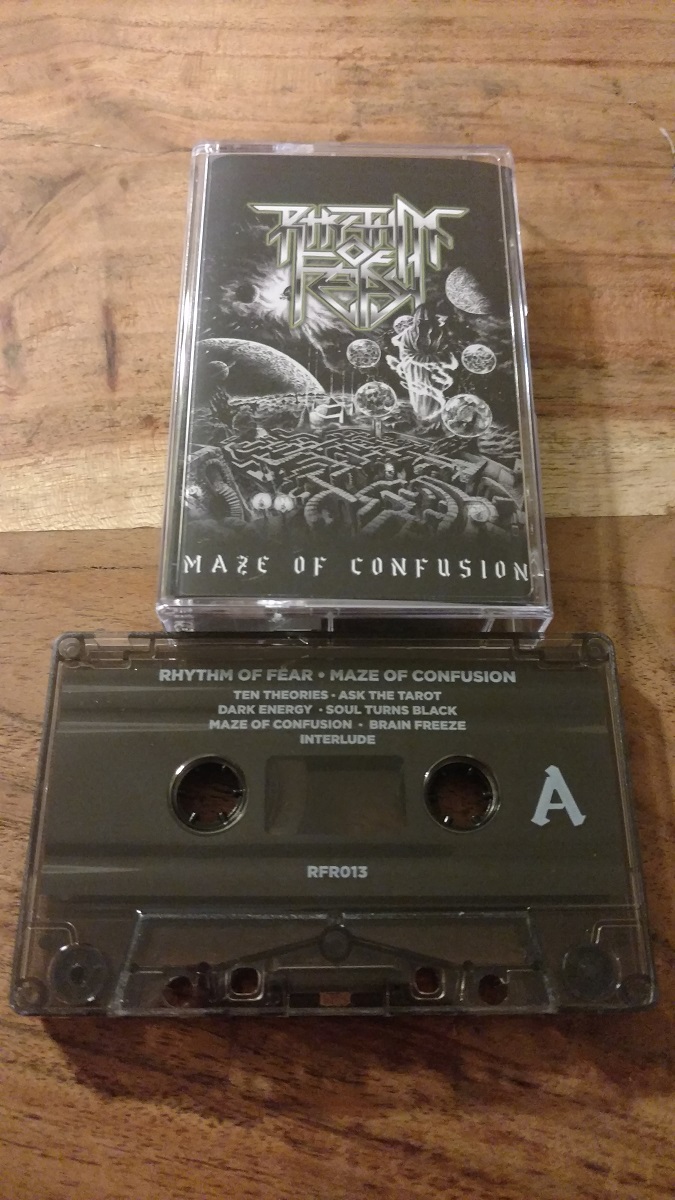 RHYTHM
OF
FEAR
MAZE OF CONFUSION
RHYTHM OF FEAR • MAZE OF CONFUSION
TEN THEORIES • ASK THE TAROT
DARK ENERGY • SOUL TURNS BLACK
MAZE OF CONFUSION • BRAIN FREEZE
INTERLUDE
A
RFR013